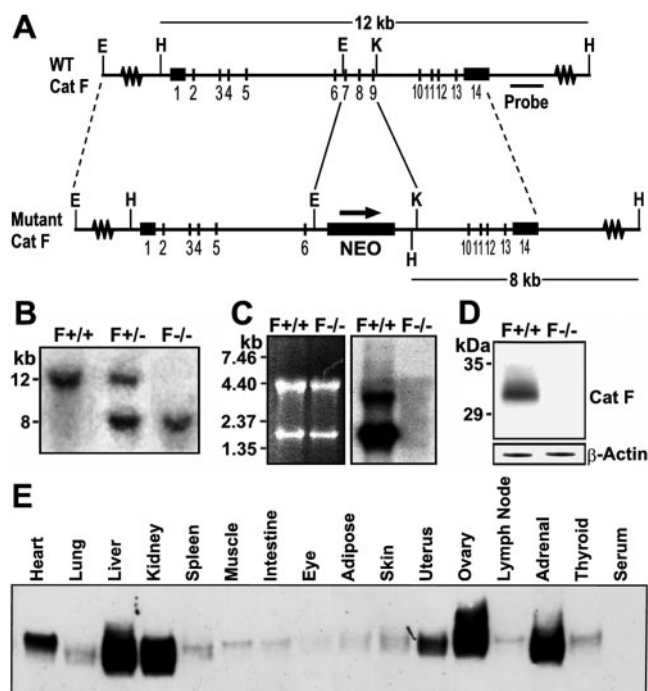 A
12 kb
E H E K H
WT
Cat F
1 2 3 4 5 6 7 8 9 10 11 12 13 14
Probe
E H E K H
Mutant
Cat F
1 2 3 4 5 6 NEO 10 11 12 13 14
H
8 kb
B
F+/+ F+/- F-/-
kb
12
8
C
F+/+ F-/- F+/+ F-/-
kb
7.46
4.40
2.37
1.35
D
F+/+ F-/-
kDa
35
29
Cat F
β-Actin
E
Heart
Lung
Liver
Kidney
Spleen
Muscle
Intestine
Eye
Adipose
Skin
Uterus
Ovary
Lymph Node
Adrenal
Thyroid
Serum